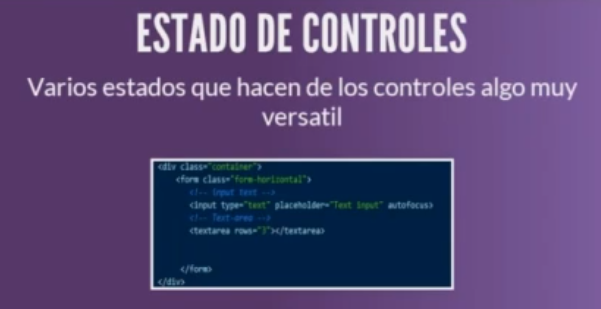 ESTADO DE CONTROLES
Varios estados que hacen de los controles algo muy
versatil
<div class="container">
<form class="form-horizontal">
<!-- input text -->
<input type="text" placeholder="Text input" autofocus>
<!-- Text-area -->
<textarea rows="3"></textarea>
</form>
</div>